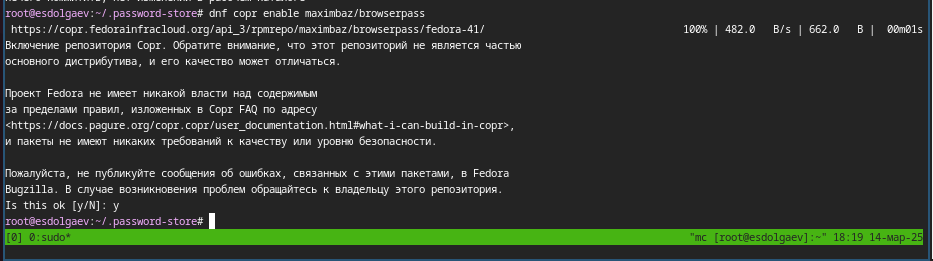 root@esdolgaev:~/.password-store# dnf copr enable maximbaz/browserpass
https://copr.fedorainfracloud.org/api_3/rpmrepo/maximbaz/browserpass/fedora-41/ 100% | 482.0 B/s | 662.0 B | 00m01s
Включение репозитория Copr. Обратите внимание, что этот репозиторий не является частью
основного дистрибутива, и его качество может отличаться.
Проект Fedora не имеет никакой власти над содержимым
за пределами правил, изложенных в Copr FAQ по адресу
<https://docs.pagure.org/copr.copr/user_documentation.html#what-i-can-build-in-copr>,
и пакеты не имеют никаких требований к качеству или уровню безопасности.
Пожалуйста, не публикуйте сообщения об ошибках, связанных с этими пакетами, в Fedora
Bugzilla. В случае возникновения проблем обращайтесь к владельцу этого репозитория.
Is this ok [y/N]: y
root@esdolgaev:~/.password-store#
[0] 0:sudo* "mc [root@esdolgaev]:~" 18:19 14-мар-25